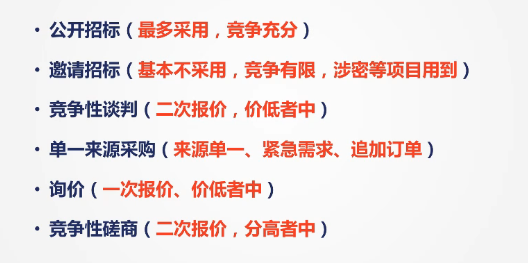 • 公开招标（最多采用，竞争充分）
• 邀请招标（基本不采用，竞争有限，涉密等项目用到）
• 竞争性谈判（二次报价，价低者中）
• 单一来源采购（来源单一、紧急需求、追加订单）
• 询价（一次报价、价低者中）
• 竞争性磋商（二次报价，分高者中）